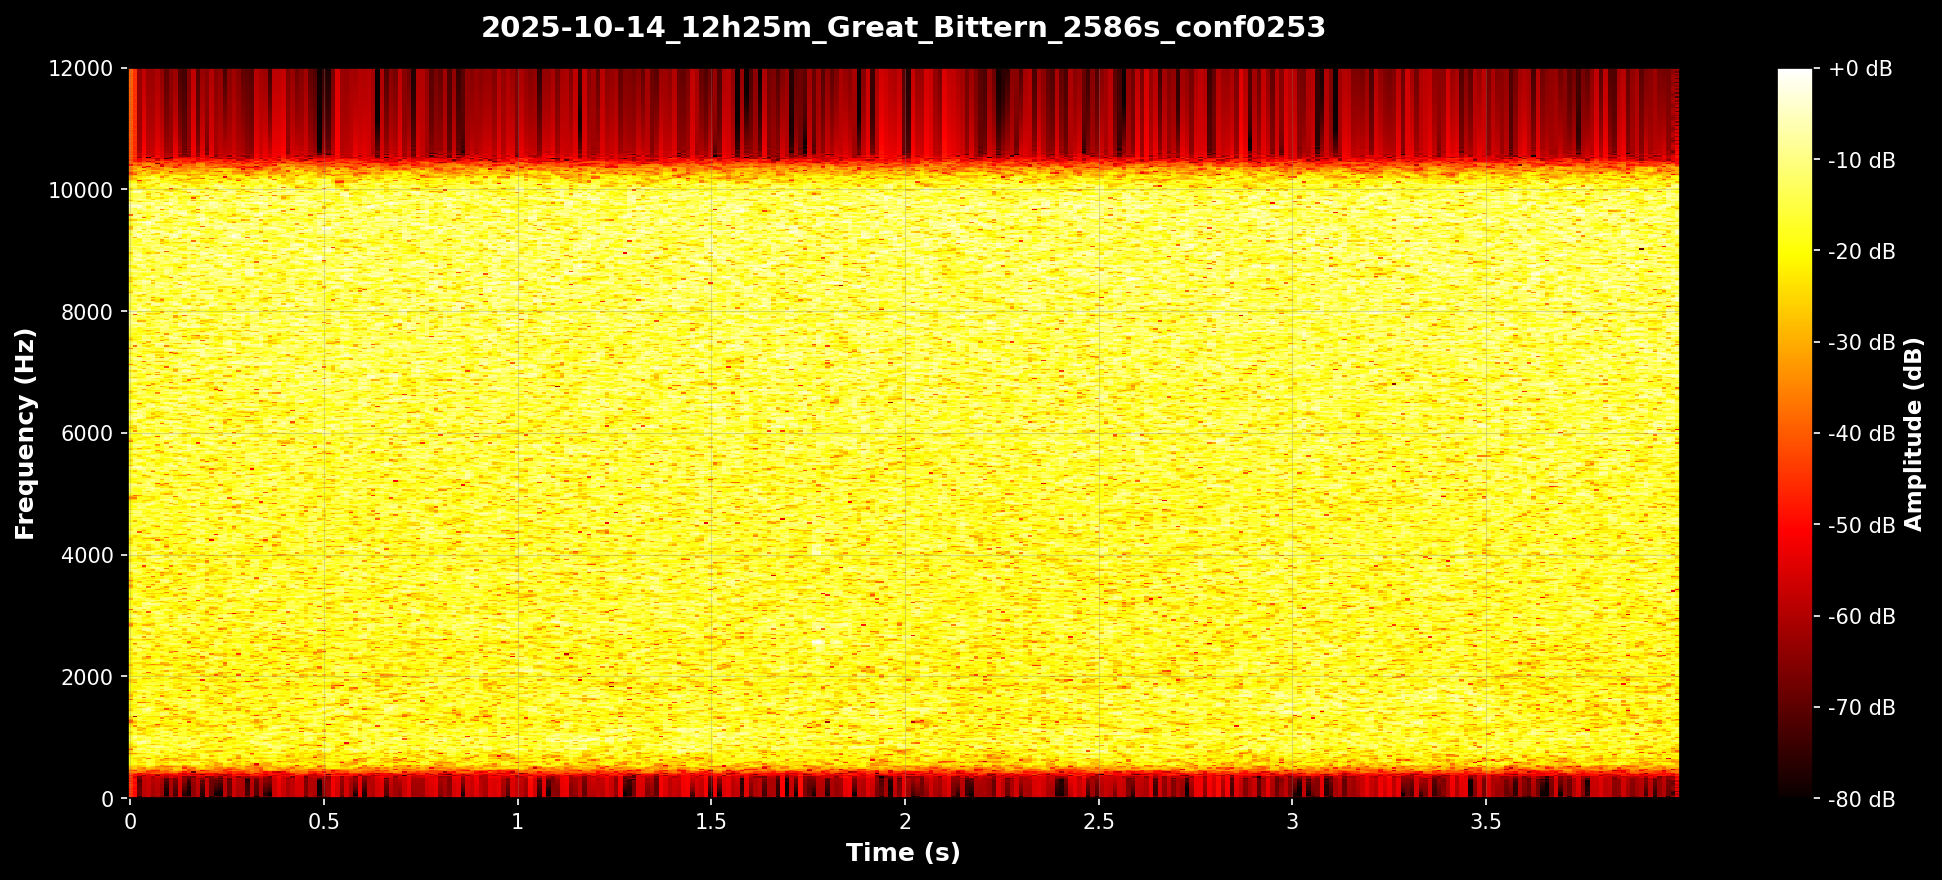 2025-10-14_12h25m_Great_Bittern_2586s_conf0253
12000
10000
8000
6000
4000
2000
0
Frequency (Hz)
0
0.5
1
1.5
2
2.5
3
3.5
Time (s)
+0 dB
-10 dB
-20 dB
-30 dB
-40 dB
-50 dB
-60 dB
-70 dB
-80 dB
Amplitude (dB)